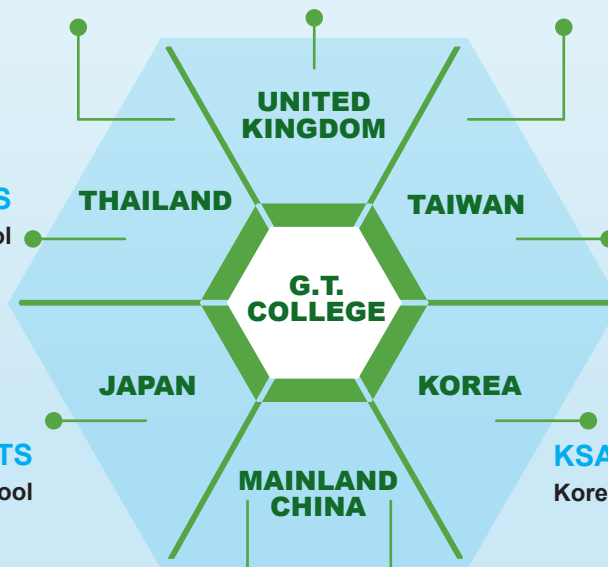 UNITED
KINGDOM
THAILAND
TAIWAN
G.T.
COLLEGE
JAPAN
KOREA
KSA
MAINLAND
CHINA